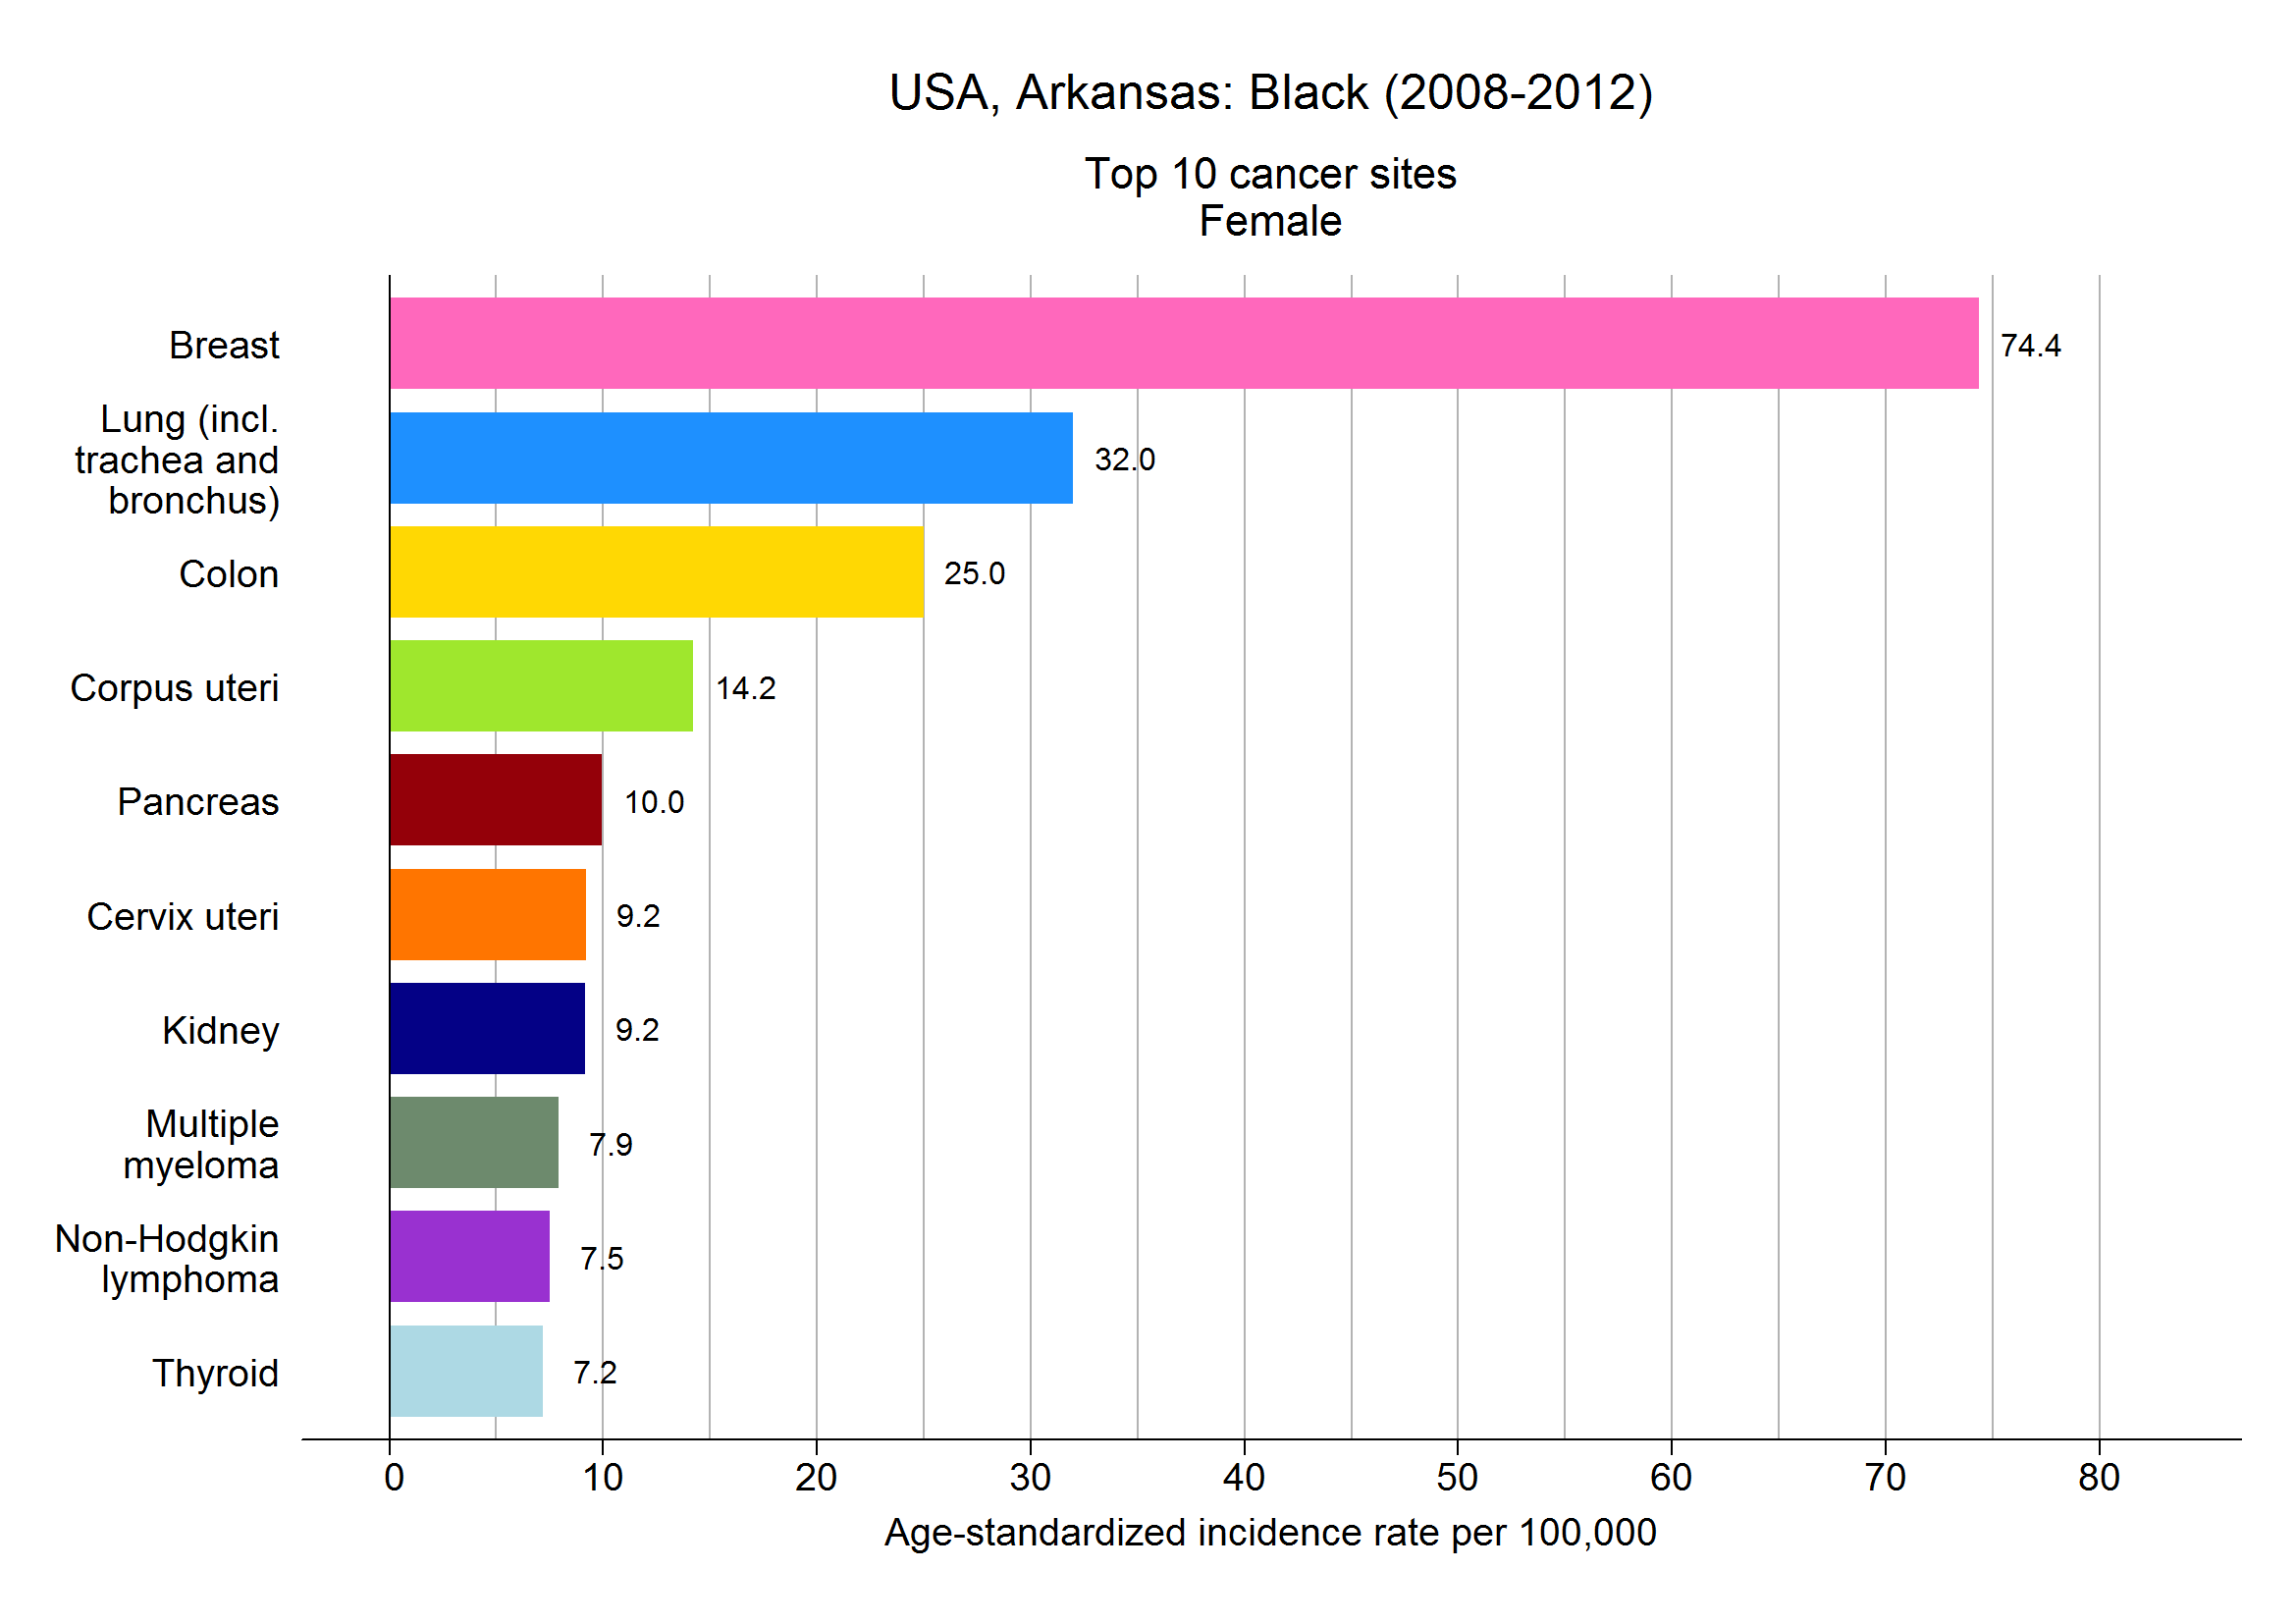 USA, Arkansas: Black (2008-2012)
Top 10 cancer sites
Female
Breast
74.4
Lung (incl.
trachea and
bronchus)
32.0
Colon
25.0
Corpus uteri
14.2
Pancreas
10.0
Cervix uteri
9.2
Kidney
9.2
Multiple
myeloma
7.9
Non-Hodgkin
lymphoma
7.5
Thyroid
7.2
0 10 20 30 40 50 60 70 80
Age-standardized incidence rate per 100,000